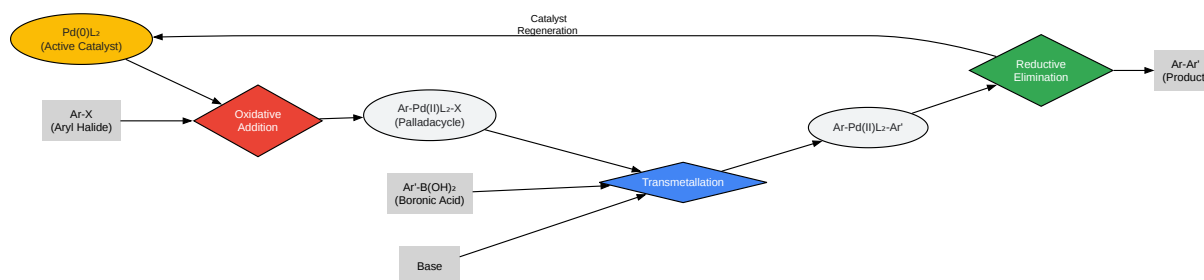 Catalyst
Regeneration
Pd(0)L₂
(Active Catalyst)
Ar-X
(Aryl Halide)
Oxidative
Addition
Ar-Pd(II)L₂-X
(Palladacycle)
Ar'-B(OH)₂
(Boronic Acid)
Base
Transmetallation
Ar-Pd(II)L₂-Ar'
Reductive
Elimination
Ar-Ar'
(Product